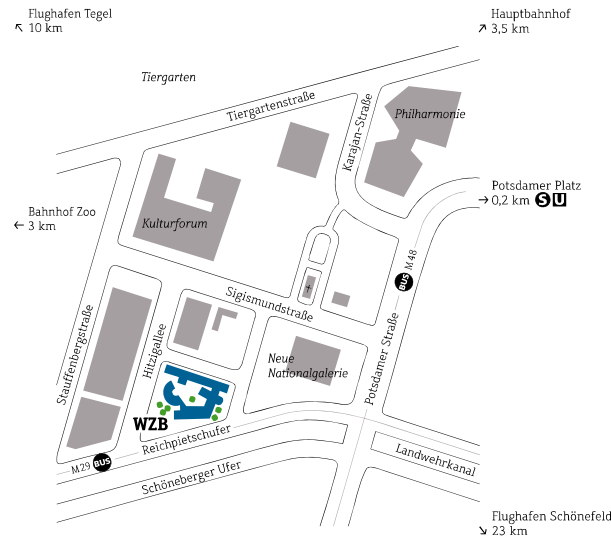 Flughafen Tegel
10 km
Hauptbahnhof
3,5 km
Tiergarten
Tiergartenstraße
Karajan-Straße
Philharmonie
Potsdamer Platz
0,2 km S U
Bahnhof Zoo
3 km
Kulturforum
BUS M48
Sigismundstraße
Stauffenbergstraße
Hitzigallee
Potsdamer Straße
Neue
Nationalgalerie
WZB
Reichpietschufer
M29 BUS
Landwehrkanal
Schöneberger Ufer
Flughafen Schönefeld
23 km